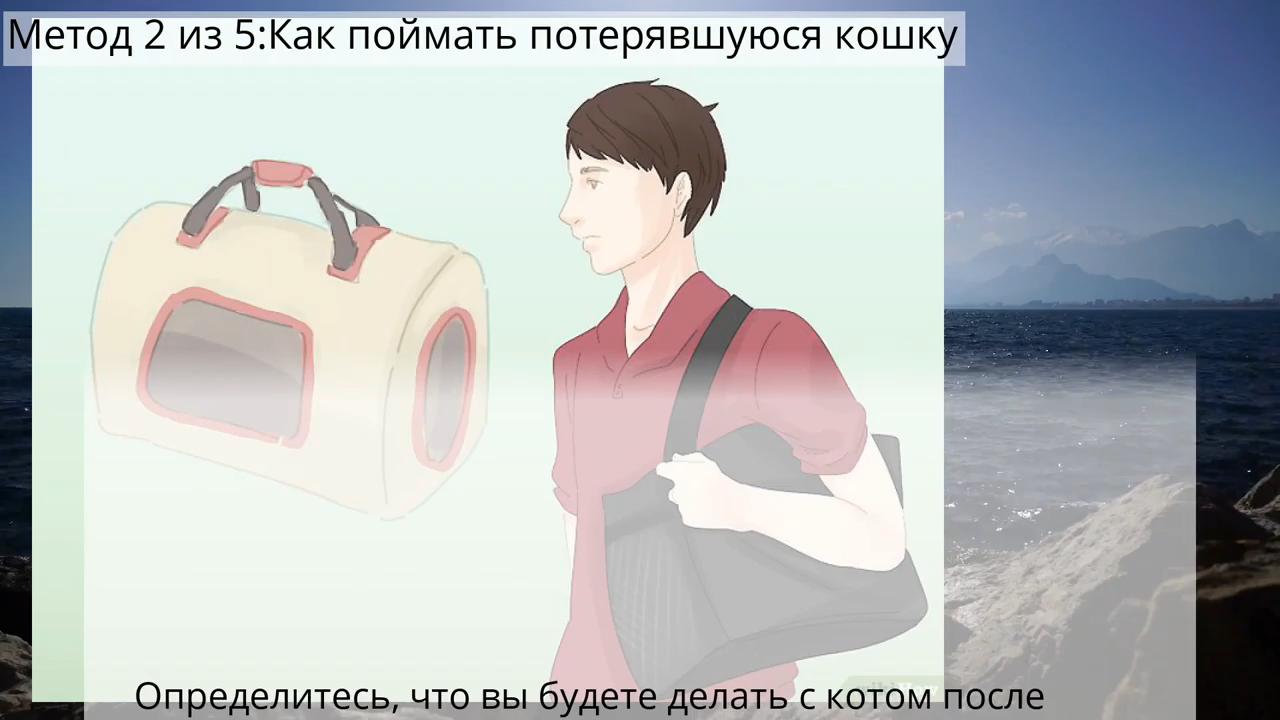 Метод 2 из 5:Как поймать потерявшуюся кошку
Определитесь, что вы будете делать с котом после